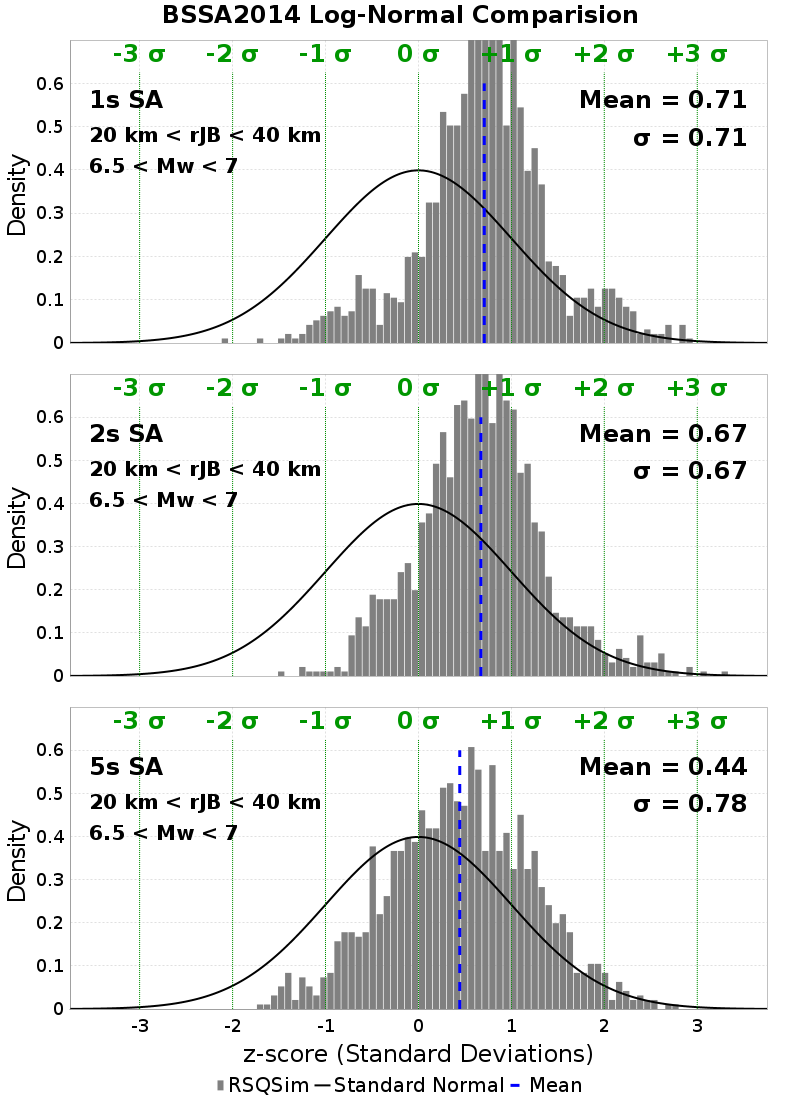 BSSA2014 Log-Normal Comparision
-3 σ -2 σ -1 σ 0 σ +1 σ +2 σ +3 σ
1s SA
Mean = 0.71
20 km < rJB < 40 km
σ = 0.71
6.5 < Mw < 7
Density
0.6
0.5
0.4
0.3
0.2
0.1
0
-3 σ -2 σ -1 σ 0 σ +1 σ +2 σ +3 σ
2s SA
Mean = 0.67
20 km < rJB < 40 km
σ = 0.67
6.5 < Mw < 7
Density
0.6
0.5
0.4
0.3
0.2
0.1
0
-3 σ -2 σ -1 σ 0 σ +1 σ +2 σ +3 σ
5s SA
Mean = 0.44
20 km < rJB < 40 km
σ = 0.78
6.5 < Mw < 7
Density
0.6
0.5
0.4
0.3
0.2
0.1
0
-3 -2 -1 0 1 2 3
z-score (Standard Deviations)
RSQSim Standard Normal Mean